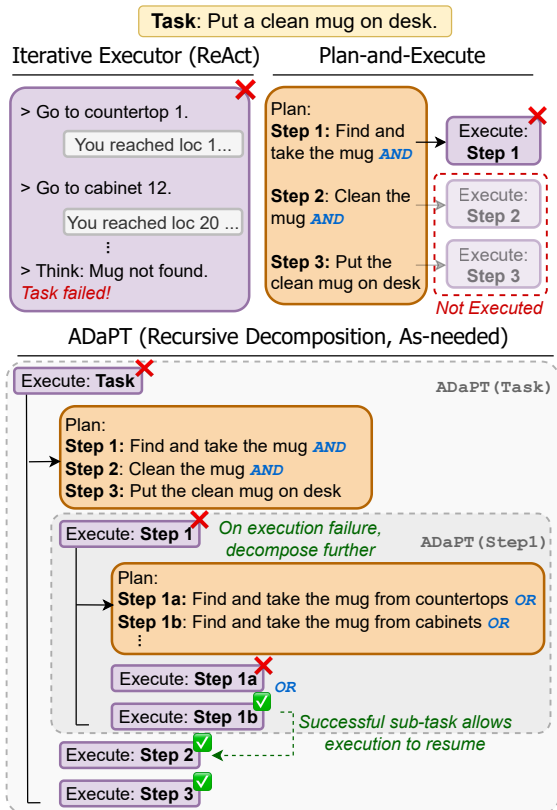 Task: Put a clean mug on desk.
Iterative Executor (ReAct)
> Go to countertop 1.
You reached loc 1...
> Go to cabinet 12.
You reached loc 20 ...
⋮
> Think: Mug not found.
Task failed!
Plan-and-Execute
Plan:
Step 1: Find and
take the mug AND
Step 2: Clean the
mug AND
Step 3: Put the
clean mug on desk
Execute:
Step 1
Execute:
Step 2
Execute:
Step 3
Not Executed
ADaPT (Recursive Decomposition, As-needed)
Execute: Task
ADaPT(Task)
Plan:
Step 1: Find and take the mug AND
Step 2: Clean the mug AND
Step 3: Put the clean mug on desk
Execute: Step 1
On execution failure,
decompose further
ADaPT(Step1)
Plan:
Step 1a: Find and take the mug from countertops OR
Step 1b: Find and take the mug from cabinets OR
⋮
Execute: Step 1a
OR
Execute: Step 1b
Successful sub-task allows
execution to resume
Execute: Step 2
Execute: Step 3